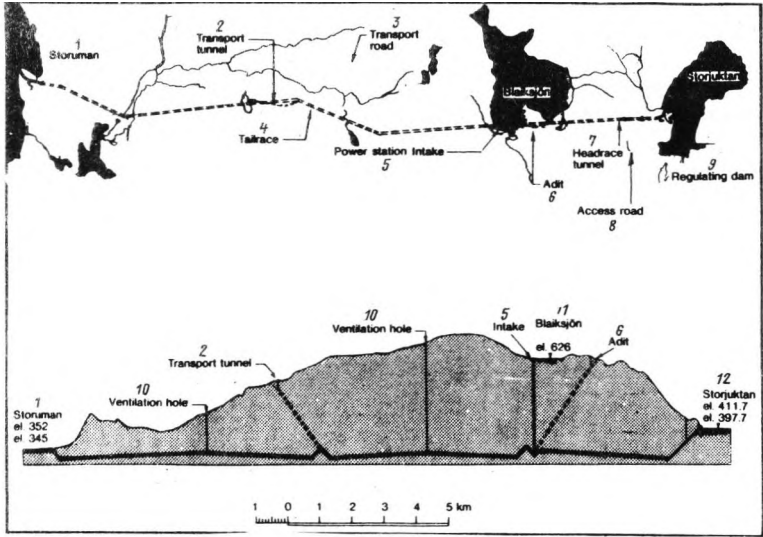 1
Storuman
2
Transport
tunnel
3
Transport
road
4
Tailrace
Power station Intake
5
Blaiksjön
Adit
6
7
Headrace
tunnel
Access road
8
Storjuktan
9
Regulating dam
1
Storuman
el. 352
el. 345
10
Ventilation hole
2
Transport tunnel
10
Ventilation hole
5
Intake
11
Blaiksjön
el. 626
6
Adit
12
Storjuktan
el. 411.7
el. 397.7
1 0 1 2 3 4 5 km